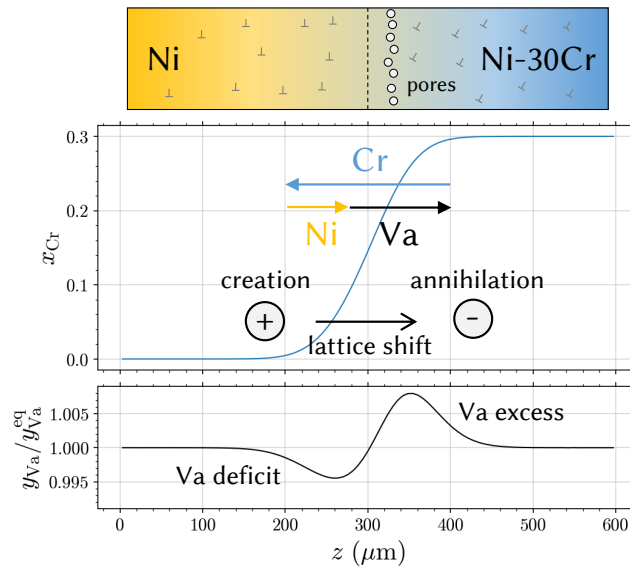 Ni
Ni-30Cr
pores
0.3
0.2
0.1
0.0
x_Cr
Cr
Ni
Va
creation
annihilation
+
-
lattice shift
1.005
1.000
0.995
y_Va/y_Va^eq
Va excess
Va deficit
0
100
200
300
400
500
600
z (μm)